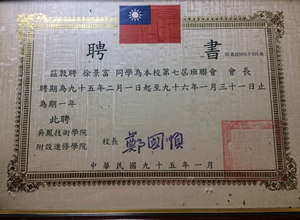 聘書
茲敦聘 徐景富 同學為本校第七屆班聯會 會長
聘期為九十五年二月一日起至九十六年一月三十一日止
為期一年
此聘
吳鳳技術學院
附設進修學院
校長 鄭國順
中華民國九十五年一月